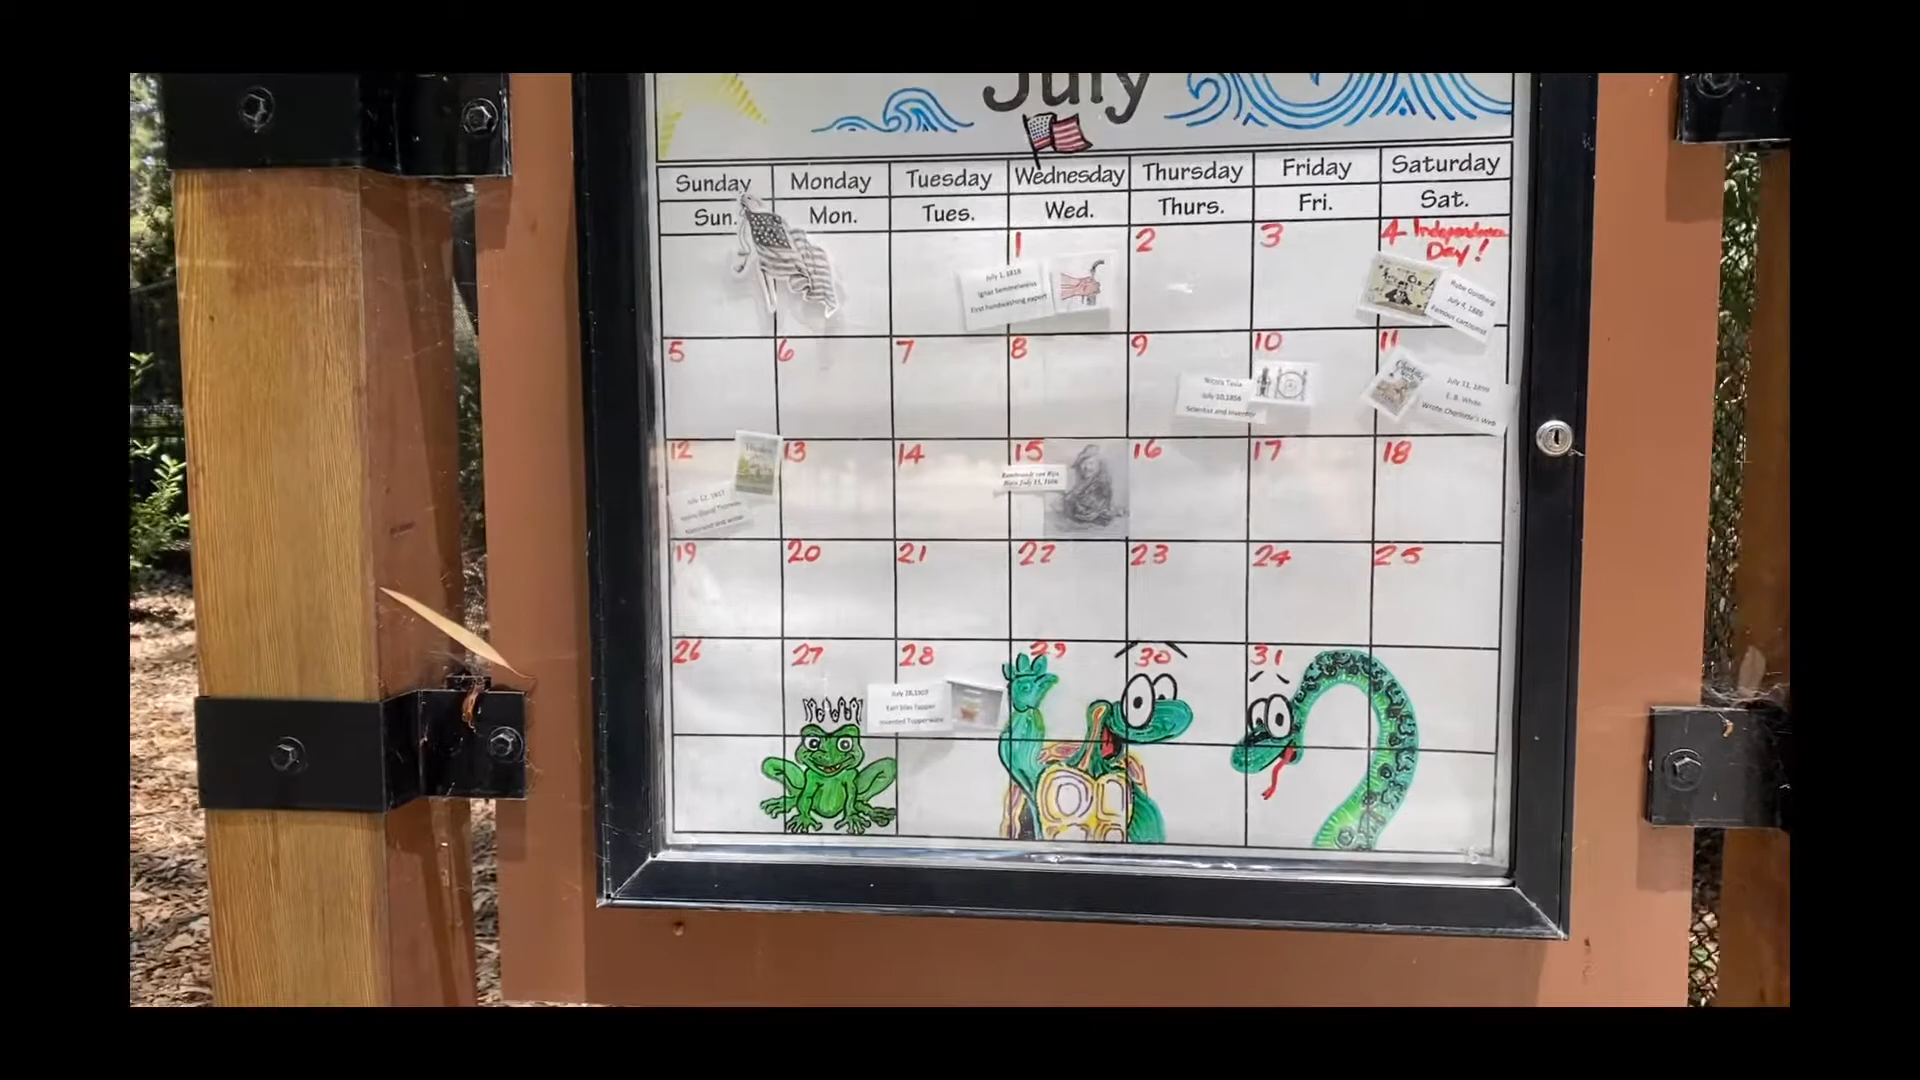 July
Sunday Monday Tuesday Wednesday Thursday Friday Saturday
Sun. Mon. Tues. Wed. Thurs. Fri. Sat.
1 2 3 4 Independence
Day!
July 1, 1818
Ignaz Semmelweiss
First handwashing expert
Rube Goldberg
July 4, 1886
Famous cartoonist
5 6 7 8 9 10 11
Nicola Tesla
July 10, 1856
Scientist and Inventor
Charlotte's
Web
July 11, 1899
E. B. White
Wrote Charlotte's Web
12 13 14 15 16 17 18
July 12, 1817
Henry David Thoreau
Naturalist and writer
Rembrandt van Rijn
Born July 15, 1606
19 20 21 22 23 24 25
26 27 28 29 30 31
July 28, 1907
Earl Silas Tupper
Invented Tupperware